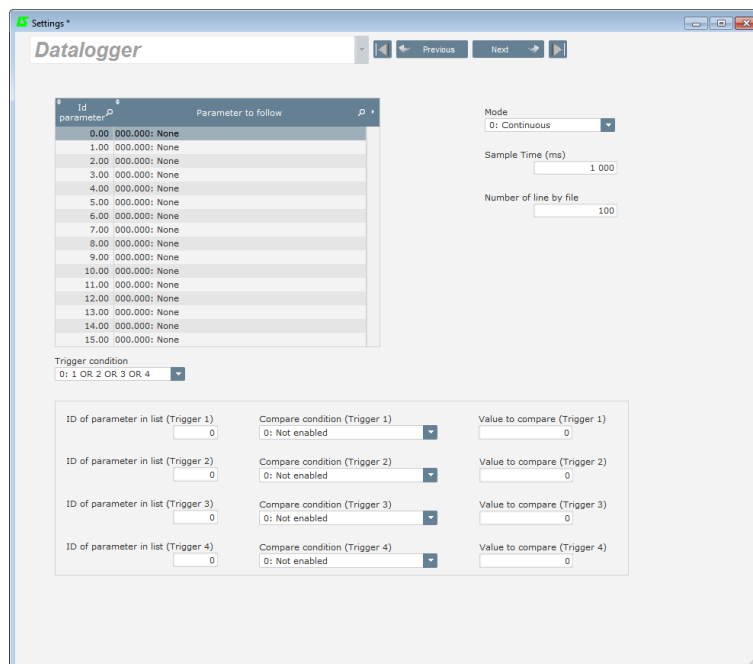 Settings *
Datalogger
Previous
Next
Id parameter Parameter to follow
0.00 000.000: None
1.00 000.000: None
2.00 000.000: None
3.00 000.000: None
4.00 000.000: None
5.00 000.000: None
6.00 000.000: None
7.00 000.000: None
8.00 000.000: None
9.00 000.000: None
10.00 000.000: None
11.00 000.000: None
12.00 000.000: None
13.00 000.000: None
14.00 000.000: None
15.00 000.000: None
Mode
0: Continuous
Sample Time (ms)
1 000
Number of line by file
100
Trigger condition
0: 1 OR 2 OR 3 OR 4
ID of parameter in list (Trigger 1) Compare condition (Trigger 1) Value to compare (Trigger 1)
0 0: Not enabled 0
ID of parameter in list (Trigger 2) Compare condition (Trigger 2) Value to compare (Trigger 2)
0 0: Not enabled 0
ID of parameter in list (Trigger 3) Compare condition (Trigger 3) Value to compare (Trigger 3)
0 0: Not enabled 0
ID of parameter in list (Trigger 4) Compare condition (Trigger 4) Value to compare (Trigger 4)
0 0: Not enabled 0